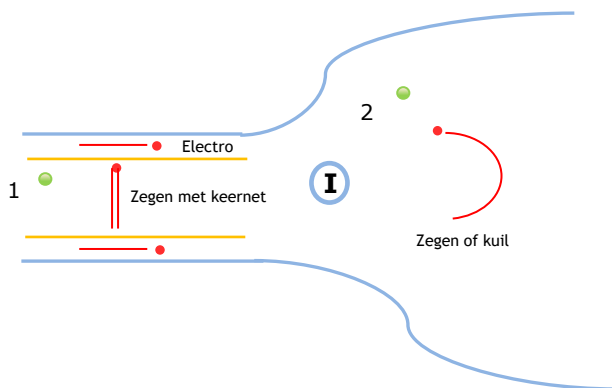 Electro
1
Zegen met keernet
I
2
Zegen of kuil